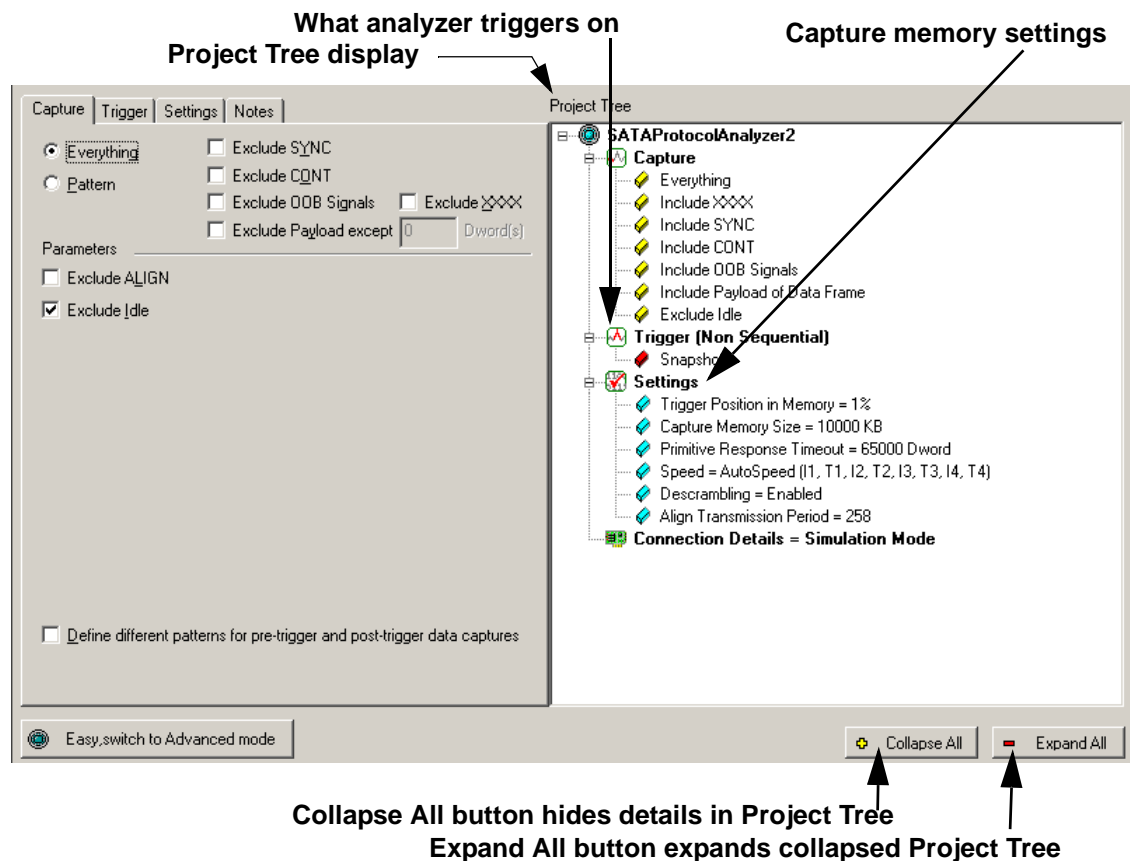 What analyzer triggers on
Project Tree display
Capture memory settings
Capture
Trigger
Settings
Notes
Everything
Pattern
Exclude SYNC
Exclude CONT
Exclude OOB Signals
Exclude XXXX
Exclude Payload except 0 Dword(s)
Parameters
Exclude ALIGN
Exclude Idle
Define different patterns for pre-trigger and post-trigger data captures
Easy,switch to Advanced mode
Project Tree
SATAProtocolAnalyzer2
Capture
Everything
Include XXXX
Include SYNC
Include CONT
Include OOB Signals
Include Payload of Data Frame
Exclude Idle
Trigger (Non Sequential)
Snapshot
Settings
Trigger Position in Memory = 1%
Capture Memory Size = 10000 KB
Primitive Response Timeout = 65000 Dword
Speed = AutoSpeed (I1, T1, I2, T2, I3, T3, I4, T4)
Descrambling = Enabled
Align Transmission Period = 258
Connection Details = Simulation Mode
Collapse All
Expand All
Collapse All button hides details in Project Tree
Expand All button expands collapsed Project Tree